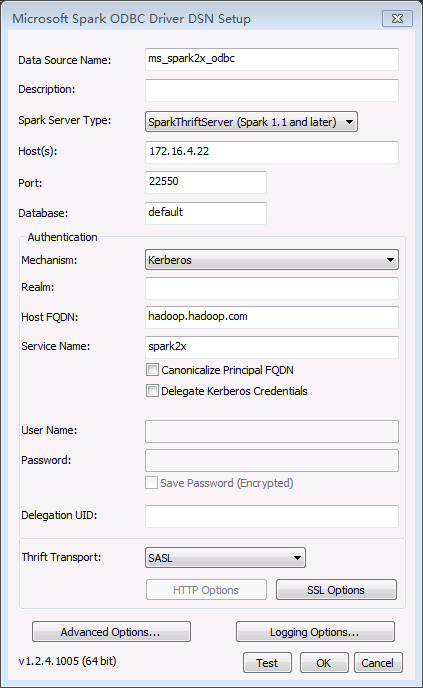 Microsoft Spark ODBC Driver DSN Setup
Data Source Name: ms_spark2x_odbc
Description:
Spark Server Type: SparkThriftServer (Spark 1.1 and later)
Host(s): 172.16.4.22
Port: 22550
Database: default
Authentication
Mechanism: Kerberos
Realm:
Host FQDN: hadoop.hadoop.com
Service Name: spark2x
Canonicalize Principal FQDN
Delegate Kerberos Credentials
User Name:
Password:
Save Password (Encrypted)
Delegation UID:
Thrift Transport: SASL
HTTP Options SSL Options
Advanced Options... Logging Options...
v1.2.4.1005 (64 bit) Test OK Cancel